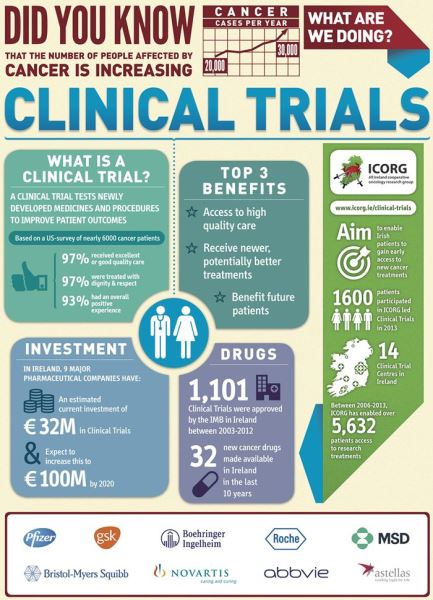 DID YOU KNOW
THAT THE NUMBER OF PEOPLE AFFECTED BY
CANCER IS INCREASING
CANCER
CASES PER YEAR
20,000
30,000
WHAT ARE
WE DOING?
CLINICAL TRIALS
WHAT IS A
CLINICAL TRIAL?
A CLINICAL TRIAL TESTS NEWLY
DEVELOPED MEDICINES AND PROCEDURES
TO IMPROVE PATIENT OUTCOMES
Based on a US-survey of nearly 6000 cancer patients
97% received excellent
or good quality care
97% were treated with
dignity & respect
93% had an overall
positive experience
TOP 3
BENEFITS
Access to high
quality care
Receive newer,
potentially better
treatments
Benefit future
patients
ICORG
All Ireland cooperative
oncology research group
www.icorg.ie/clinical-trials
Aim to enable
Irish
patients to
gain early
access to
new cancer
treatments
1600 patients
participated
in ICORG led
Clinical Trials
in 2013
14
Clinical Trial
Centres in
Ireland
Between 2006-2013,
ICORG has enabled over
5,632
patients access
to research
treatments
INVESTMENT
IN IRELAND, 9 MAJOR
PHARMACEUTICAL COMPANIES HAVE:
An estimated
current investment of
€32M in Clinical Trials
& Expect to
increase this to
€100M by 2020
DRUGS
1,101
Clinical Trials were approved
by the IMB in Ireland
between 2003-2012
32 new cancer drugs
made available
in Ireland
in the last
10 years
Pfizer
gsk
Boehringer
Ingelheim
Roche
MSD
Bristol-Myers Squibb
NOVARTIS
caring and curing
abbvie
astellas
Leading Light for Life